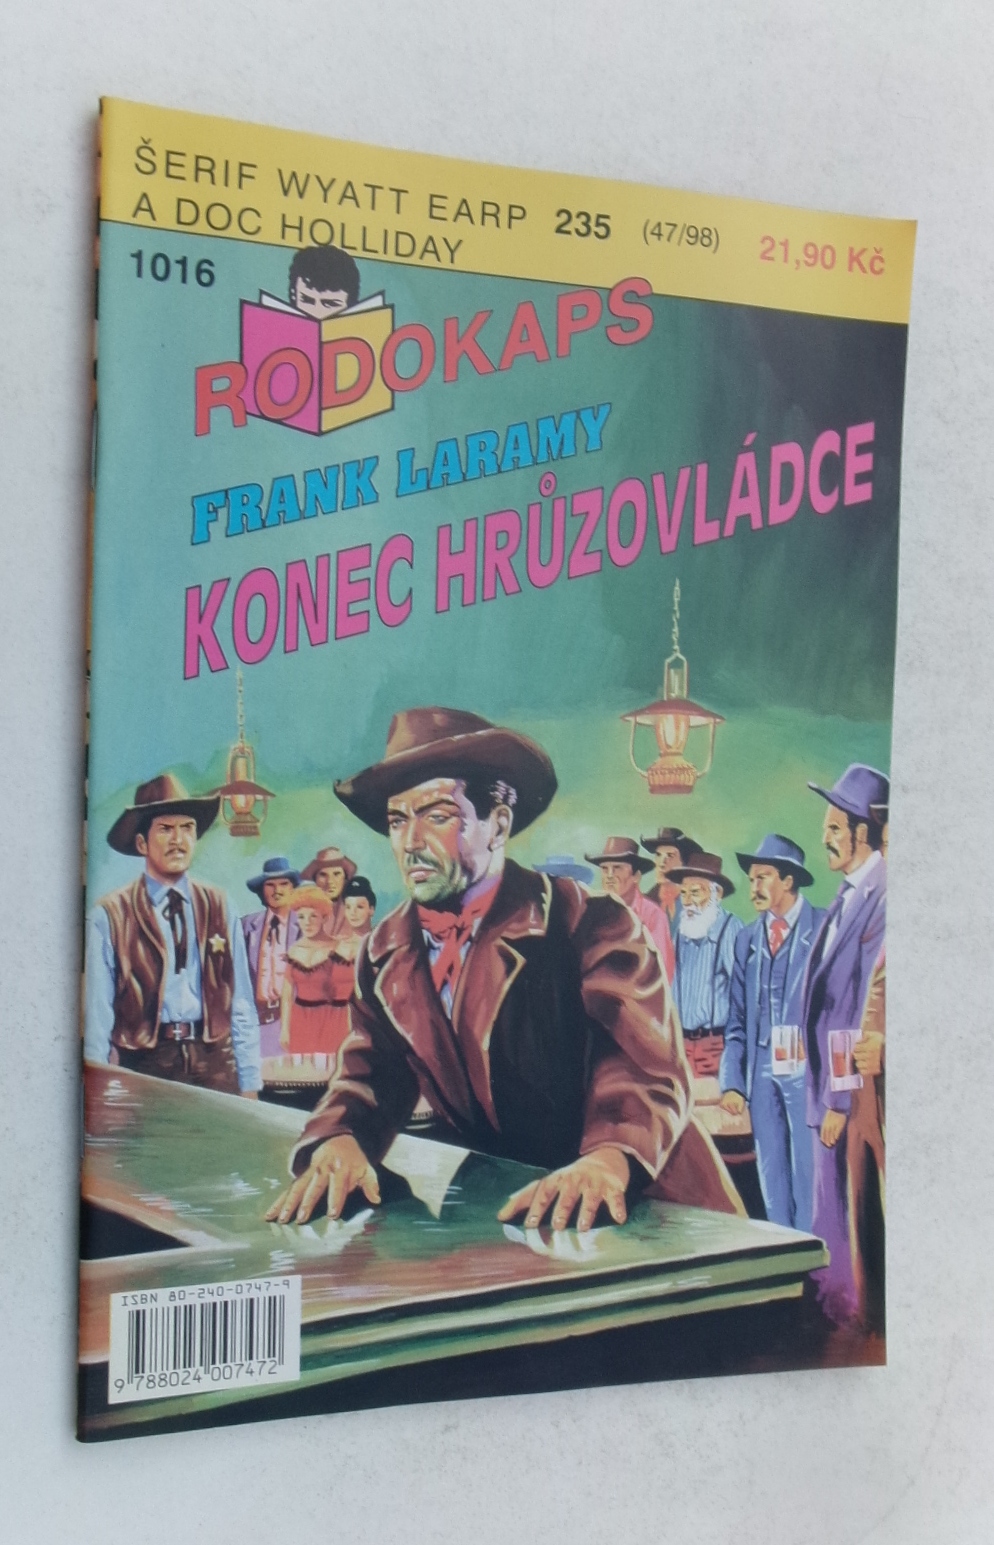 ŠERIF WYATT EARP 235 (47/98) 21,90 Kč
A DOC HOLLIDAY
1016
RODOKAPS
FRANK LARAMY
KONEC HRŮZOVLÁDCE
ISBN 80-240-0747-9
9 788024 007472